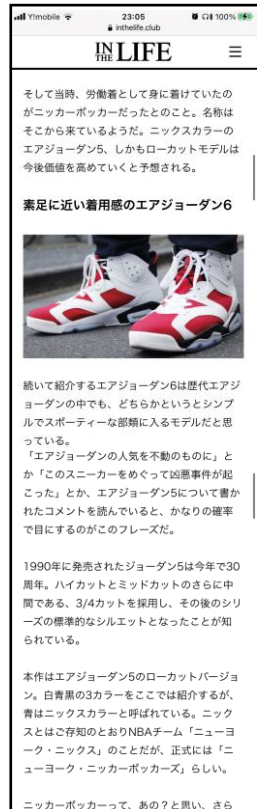 Y!mobile 23:05 100%
inthelife.club
IN THE LIFE
そして当時、労働着として身に着けていたの
がニッカーボッカーだったとのこと。名称は
そこから来ているようだ。ニックスカラーの
エアジョーダン5、しかもローカットモデルは
今後価値を高めていくと予想される。
素足に近い着用感のエアジョーダン6
続いて紹介するエアジョーダン6は歴代エアジ
ョーダンの中でも、どちらかというとシンプ
ルでスポーティーな部類に入るモデルだと思
っている。
「エアジョーダンの人気を不動のものに」と
か「このスニーカーをめぐって凶悪事件が起
こった」とか、エアジョーダン5について書か
れたコメントを読んでいると、かなりの確率
で目にするのがこのフレーズだ。
1990年に発売されたジョーダン5は今年で30
周年。ハイカットとミッドカットのさらに中
間である、3/4カットを採用し、その後のシリ
ーズの標準的なシルエットとなったことが知
られている。
本作はエアジョーダン5のローカットバージョ
ン。白青黒の3カラーをここでは紹介するが、
青はニックスカラーと呼ばれている。ニック
スとはご存知のとおりNBAチーム「ニューヨ
ーク・ニックス」のことだが、正式には「ニ
ューヨーク・ニッカーボッカーズ」らしい。
ニッカーボッカーって、あの？と思い、さら